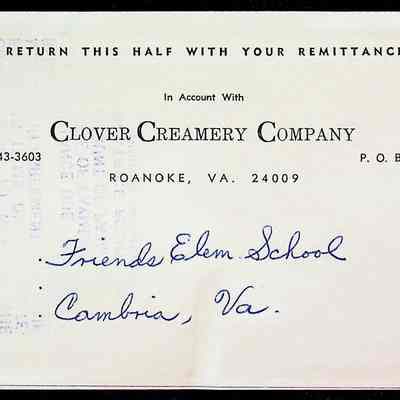 RETURN THIS HALF WITH YOUR REMITTANCE
In Account With
CLOVER CREAMERY COMPANY
43-3603 P. O. B
ROANOKE, VA. 24009
Friends Elem. School
Cambria, Va.